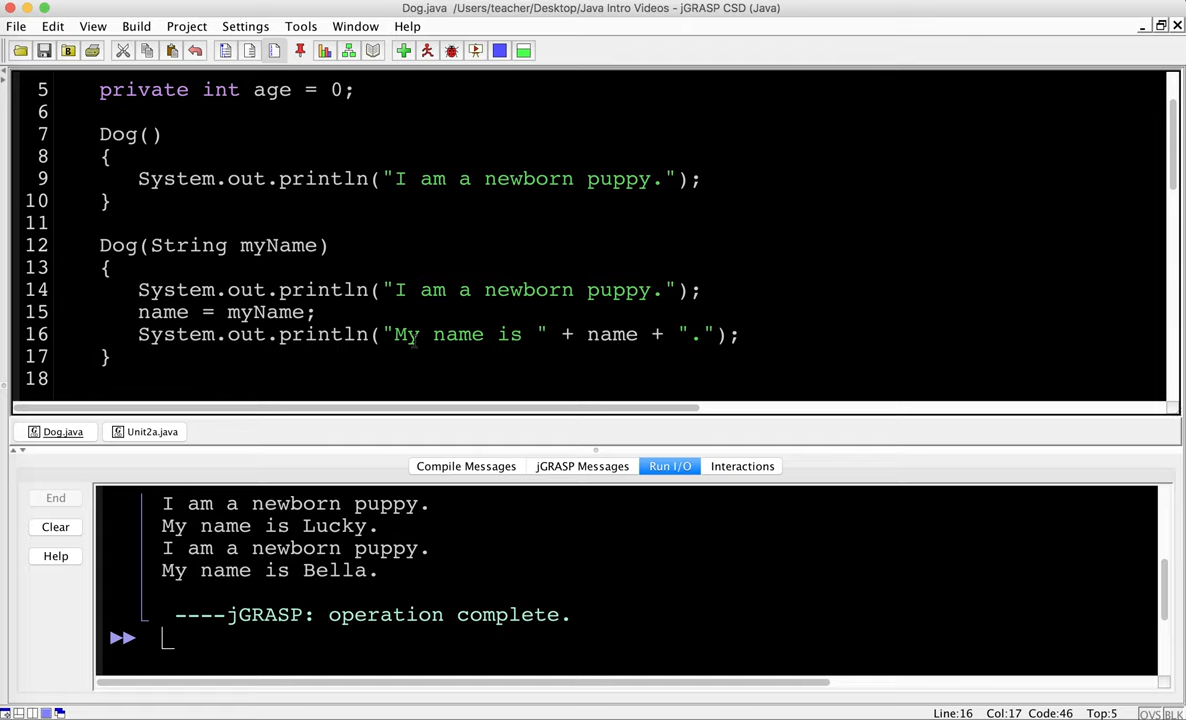 Dog.java /Users/teacher/Desktop/Java Intro Videos - jGRASP CSD (Java)
File Edit View Build Project Settings Tools Window Help
5 private int age = 0;
6
7 Dog()
8 {
9 System.out.println("I am a newborn puppy.");
10 }
11
12 Dog(String myName)
13 {
14 System.out.println("I am a newborn puppy.");
15 name = myName;
16 System.out.println("My name is " + name + ".");
17 }
18
Dog.java Unit2a.java
Compile Messages jGRASP Messages Run I/O Interactions
End
Clear
Help
I am a newborn puppy.
My name is Lucky.
I am a newborn puppy.
My name is Bella.
----jGRASP: operation complete.
Line:16 Col:17 Code:46 Top:5 OVS BLK